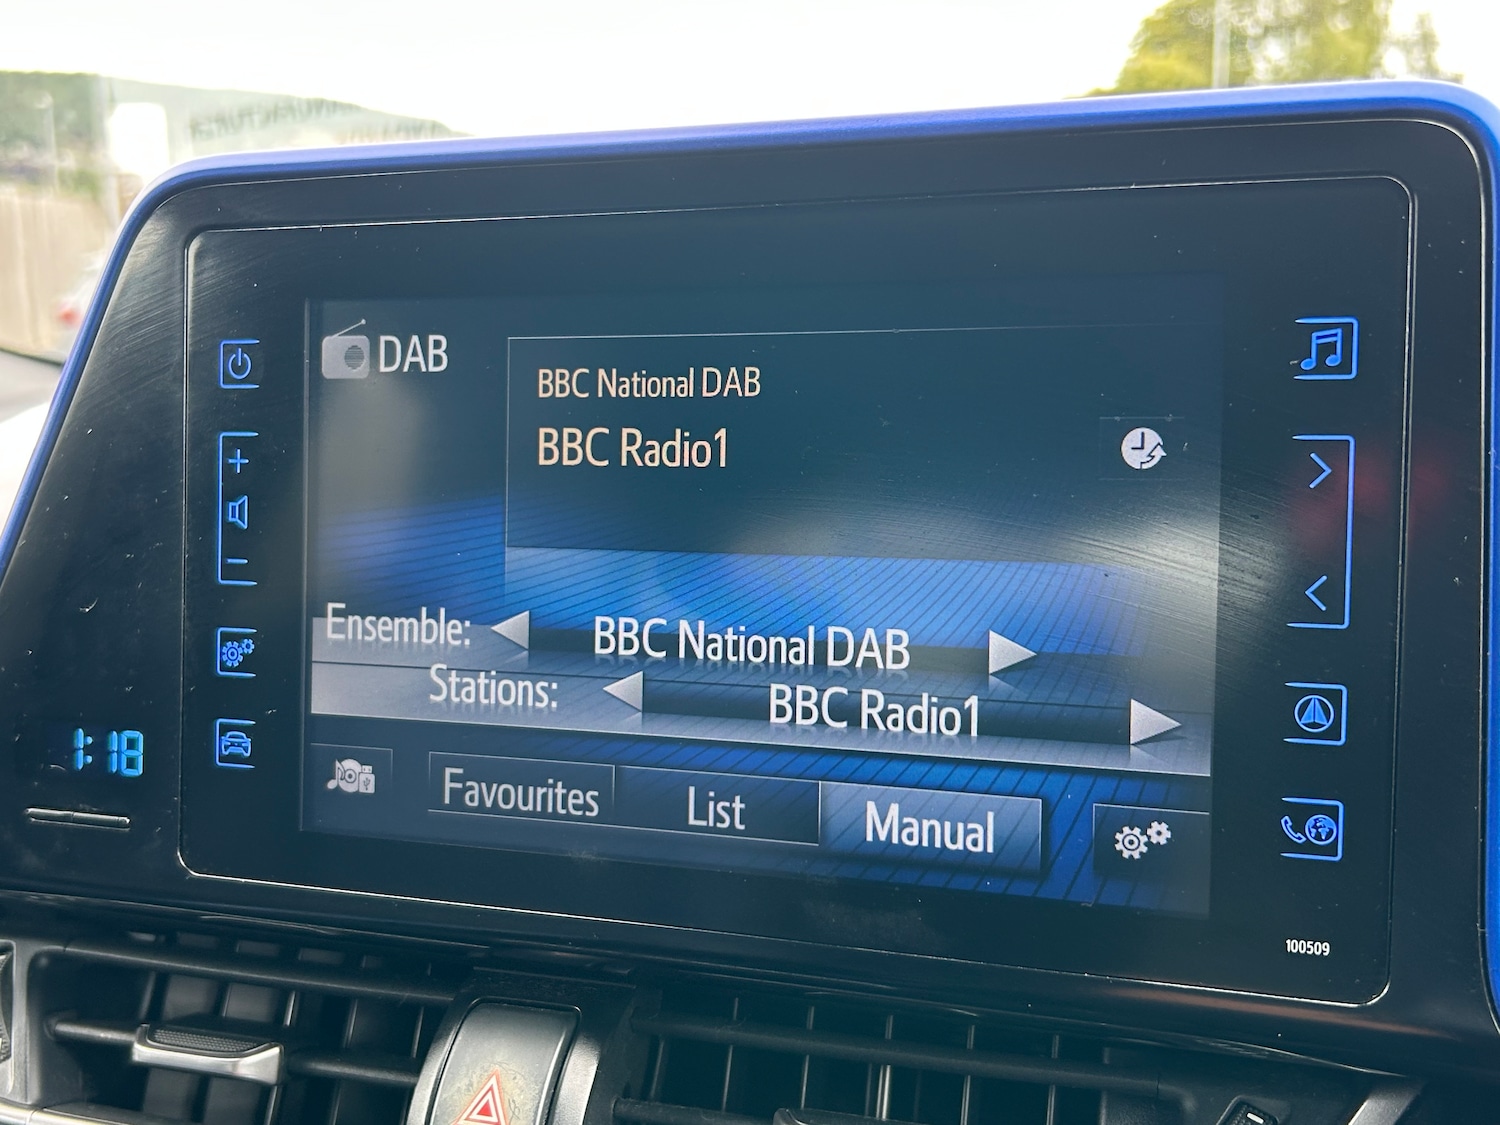 DAB
BBC National DAB
BBC Radio1
Ensemble: BBC National DAB
Stations: BBC Radio1
Favourites List Manual
1:18
100509